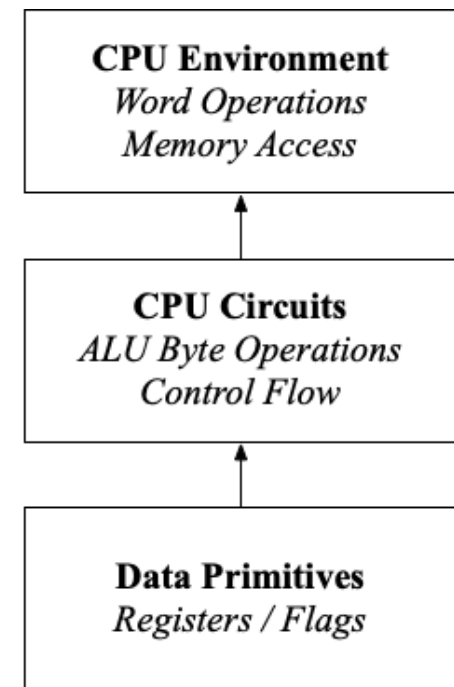 CPU Environment
Word Operations
Memory Access
CPU Circuits
ALU Byte Operations
Control Flow
Data Primitives
Registers / Flags